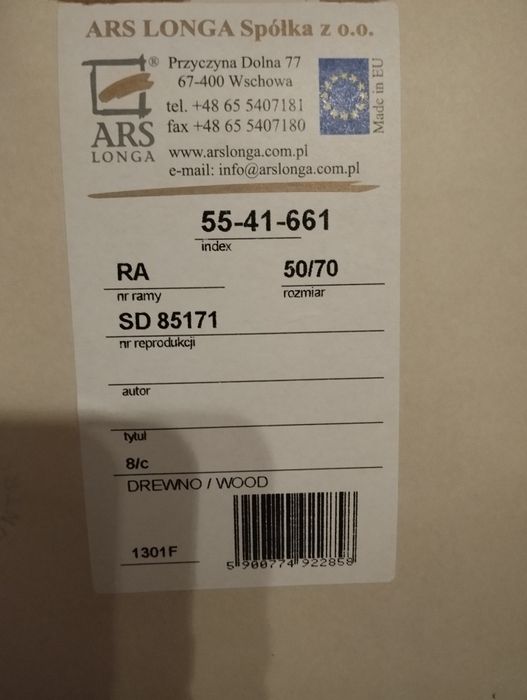 ARS LONGA Spółka z o.o.
®
ARS
LONGA
Przyczyna Dolna 77
67-400 Wschowa
tel. +48 65 5407181
fax +48 65 5407180
www.arslonga.com.pl
e-mail: info@arslonga.com.pl
Made in EU
55-41-661
index
RA 50/70
nr ramy rozmiar
SD 85171
nr reprodukcji
autor
tytuł
8/c
DREWNO / WOOD
1301F
5 900774 922858